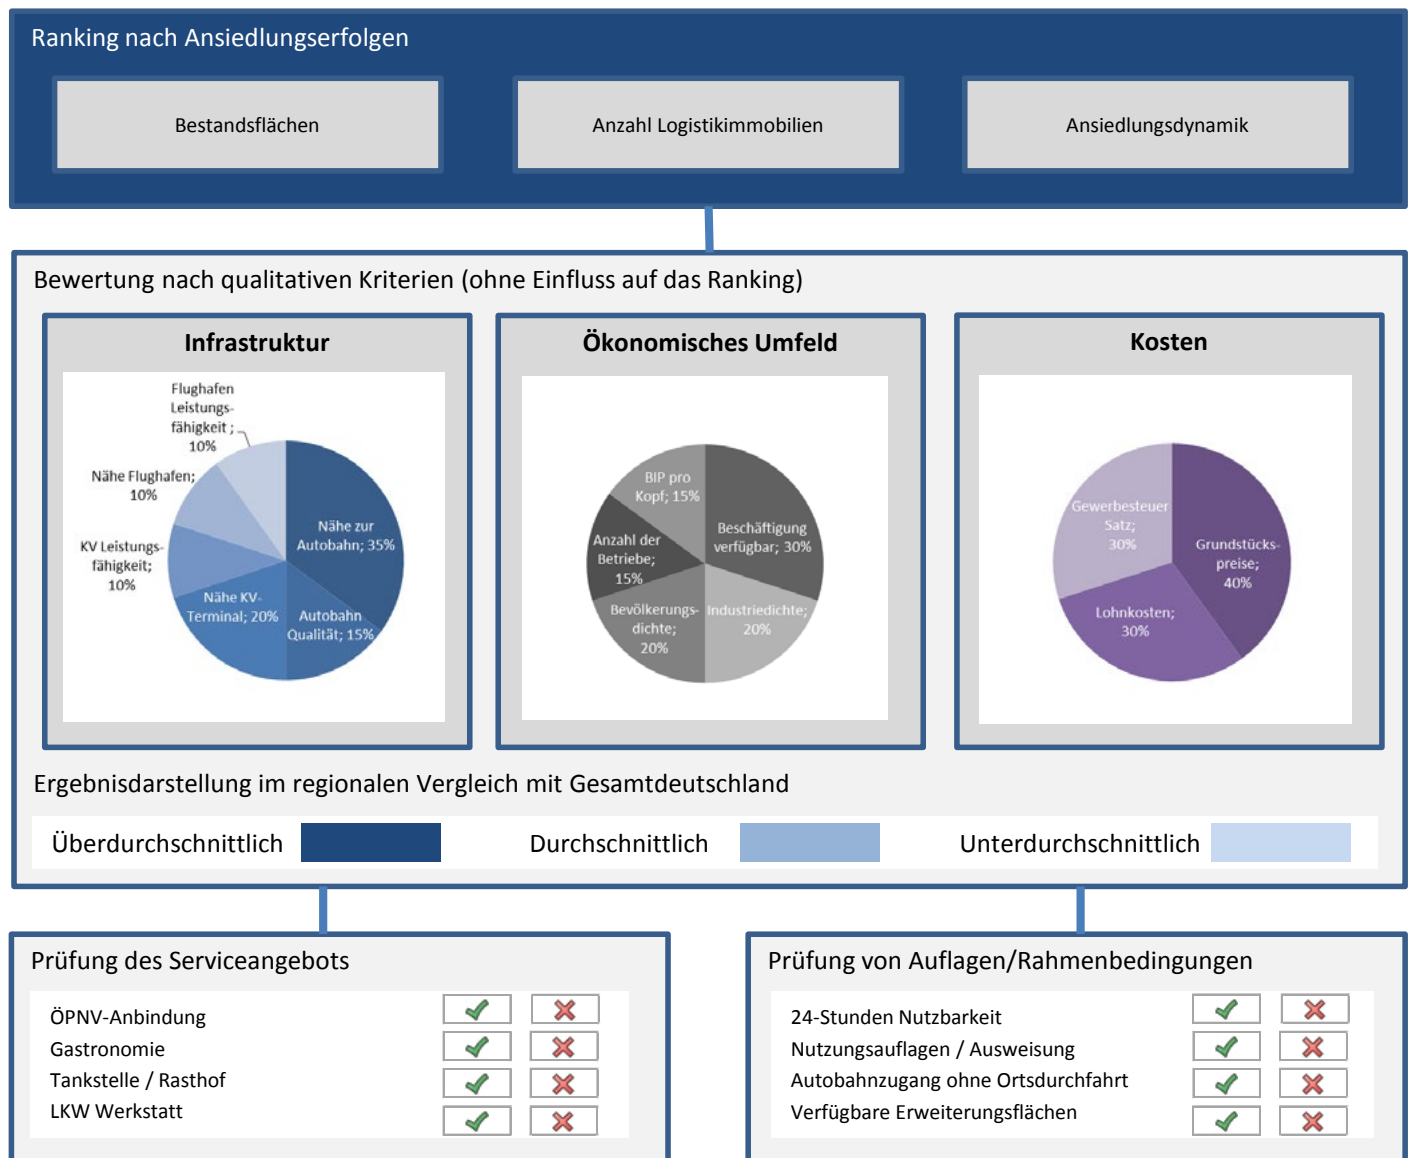 Ranking nach Ansiedlungserfolgen
Bestandsflächen
Anzahl Logistikimmobilien
Ansiedlungsdynamik
Bewertung nach qualitativen Kriterien (ohne Einfluss auf das Ranking)
Infrastruktur
Flughafen
Leistungs-
fähigkeit ;
10%
Nähe Flughafen;
10%
KV Leistungs-
fähigkeit;
10%
Nähe KV-
Terminal; 20%
Autobahn
Qualität; 15%
Nähe zur
Autobahn; 35%
Ökonomisches Umfeld
BIP pro
Kopf; 15%
Anzahl der
Betriebe;
15%
Bevölkerungs-
dichte;
20%
Industriedichte;
20%
Beschäftigung
verfügbar; 30%
Kosten
Gewerbesteuer
Satz;
30%
Lohnkosten;
30%
Grundstücks-
preise;
40%
Ergebnisdarstellung im regionalen Vergleich mit Gesamtdeutschland
Überdurchschnittlich
Durchschnittlich
Unterdurchschnittlich
Prüfung des Serviceangebots
ÖPNV-Anbindung
Gastronomie
Tankstelle / Rasthof
LKW Werkstatt
Prüfung von Auflagen/Rahmenbedingungen
24-Stunden Nutzbarkeit
Nutzungsauflagen / Ausweisung
Autobahnzugang ohne Ortsdurchfahrt
Verfügbare Erweiterungsflächen